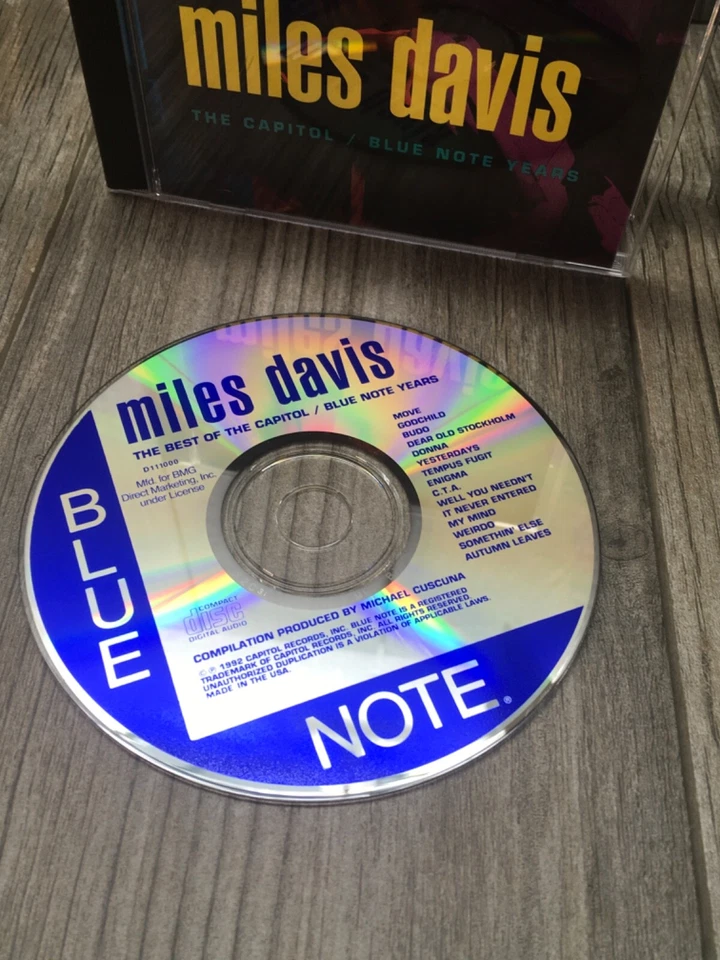 miles davis
THE CAPITOL / BLUE NOTE YEARS
miles davis
THE BEST OF THE CAPITOL / BLUE NOTE YEARS
D111000
Mfd. for BMG
Direct Marketing, Inc.
under License
MOVE
GODCHILD
BUDO
DEAR OLD STOCKHOLM
DONNA
YESTERDAYS
TEMPUS FUGIT
ENIGMA
C.T.A.
WELL YOU NEEDN'T
IT NEVER ENTERED
MY MIND
WEIRDO
SOMETHIN' ELSE
AUTUMN LEAVES
BLUE
COMPACT
disc
DIGITAL AUDIO
COMPILATION PRODUCED BY MICHAEL CUSCUNA
© ℗ 1992 CAPITOL RECORDS, INC. BLUE NOTE IS A REGISTERED
TRADEMARK OF CAPITOL RECORDS, INC. ALL RIGHTS RESERVED.
UNAUTHORIZED DUPLICATION IS A VIOLATION OF APPLICABLE LAWS.
MADE IN THE USA.
NOTE®